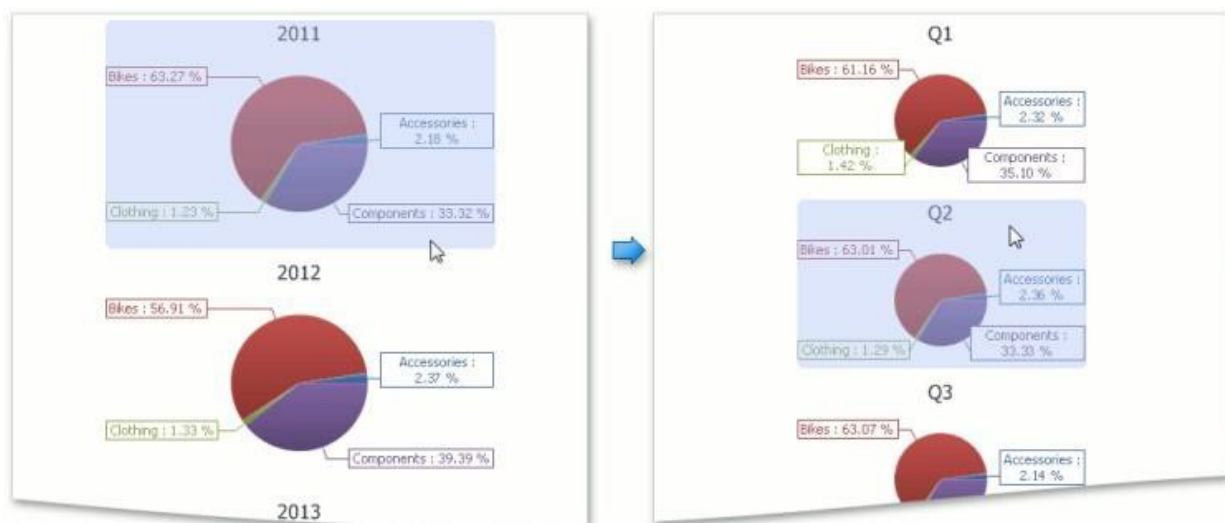 2011
Bikes : 63.27 %
Accessories :
2.18 %
Clothing : 1.23 %
Components : 33.32 %
2012
Bikes : 56.91 %
Accessories :
2.37 %
Clothing : 1.33 %
Components : 39.39 %
2013
Q1
Bikes : 61.16 %
Accessories :
2.32 %
Clothing :
1.42 %
Components :
35.10 %
Q2
Bikes : 63.01 %
Accessories :
2.36 %
Clothing : 1.29 %
Components :
33.33 %
Q3
Bikes : 63.07 %
Accessories :
2.14 %